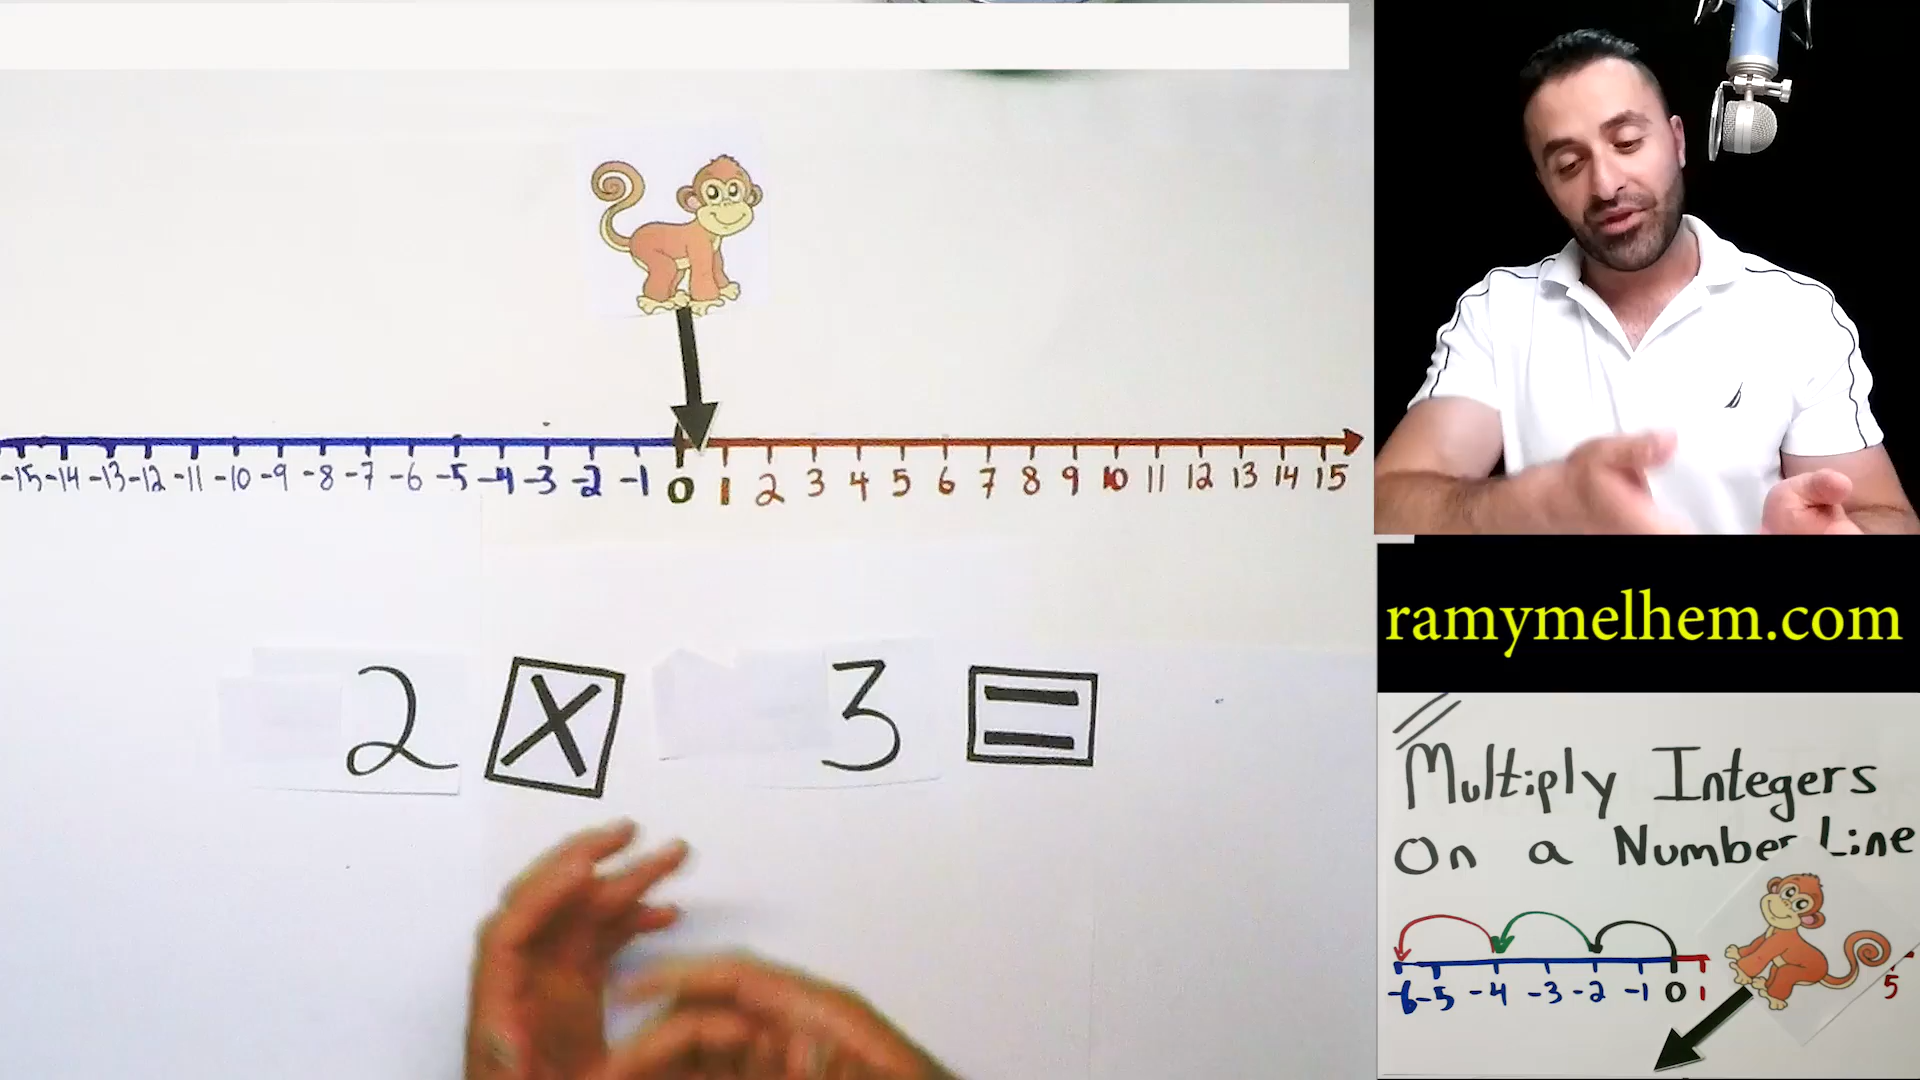 -15 -14 -13 -12 -11 -10 -9 -8 -7 -6 -5 -4 -3 -2 -1 0 1 2 3 4 5 6 7 8 9 10 11 12 13 14 15
2 × 3 =
ramymelhem.com
Multiply Integers
On a Number Line
-6 -5 -4 -3 -2 -1 0 1 5